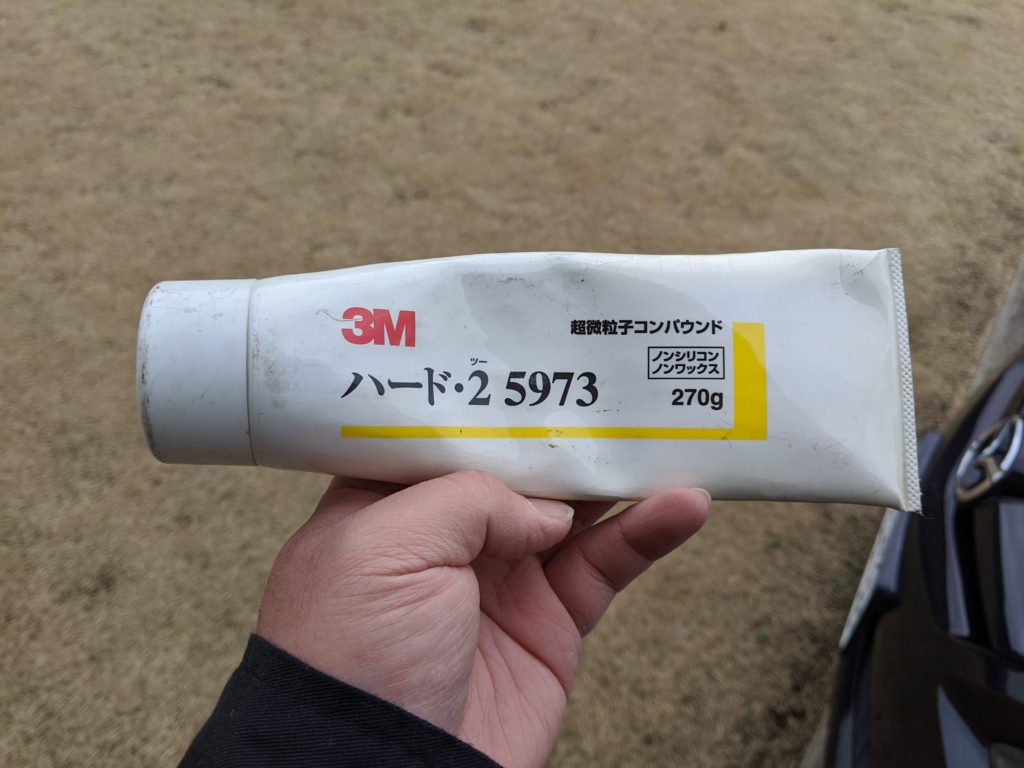 3M
超微粒子コンパウンド
ノンシリコン
ノンワックス
ツー
ハード・2 5973
270g